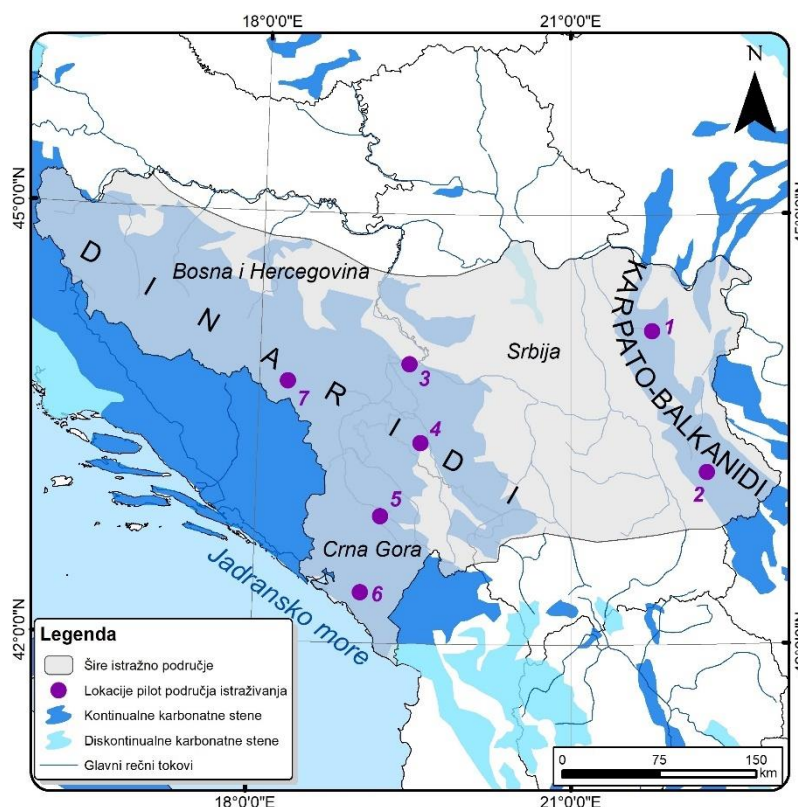 18°0'0"E
21°0'0"E
N
45°0'0"N
DINARIDI
Bosna i Hercegovina
KARPATO-BALKANIDI
1
Srbija
3
7
4
2
5
Crna Gora
6
Jadransko more
42°0'0"N
Legenda
Šire istražno područje
Lokacije pilot područja istraživanja
Kontinualne karbonatne stene
Diskontinualne karbonatne stene
Glavni rečni tokovi
0 75 150
km
18°0'0"E
21°0'0"E